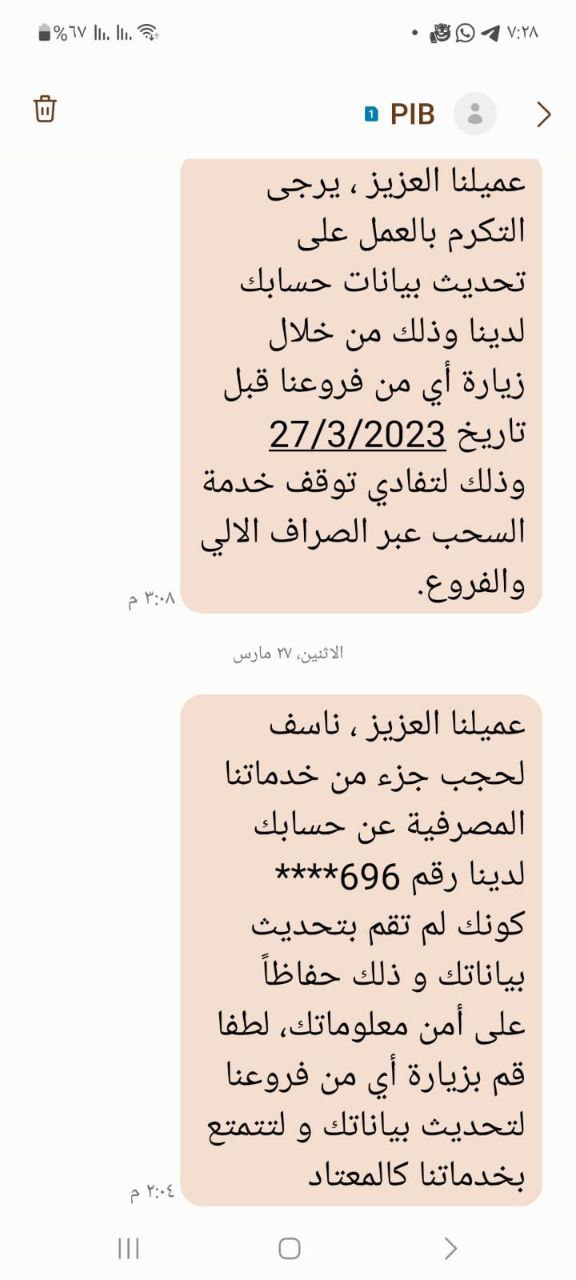 ٧:٢٨
%٦٧
PIB
1
عميلنا العزيز ، يرجى
التكرم بالعمل على
تحديث بيانات حسابك
لدينا وذلك من خلال
زيارة أي من فروعنا قبل
تاريخ 27/3/2023
وذلك لتفادي توقف خدمة
السحب عبر الصراف الالي
والفروع.
٣:٠٨ م
الاثنين، ٢٧ مارس
عميلنا العزيز ، ناسف
لحجب جزء من خدماتنا
المصرفية عن حسابك
لدينا رقم 696****
كونك لم تقم بتحديث
بياناتك و ذلك حفاظاً
على أمن معلوماتك، لطفا
قم بزيارة أي من فروعنا
لتحديث بياناتك و لتتمتع
بخدماتنا كالمعتاد
٢:٠٤ م